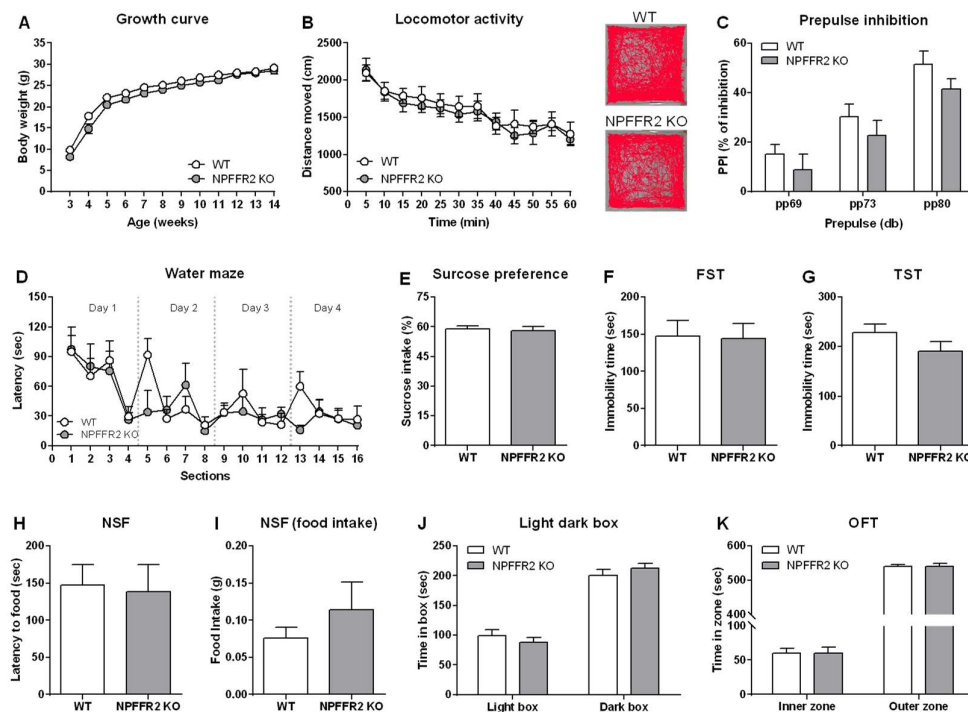 A
Growth curve
Body weight (g)
35
30
25
20
15
10
5
0
WT
NPFFR2 KO
3 4 5 6 7 8 9 10 11 12 13 14
Age (weeks)
B
Locomotor activity
Distance moved (cm)
2500
2000
1500
1000
500
WT
NPFFR2 KO
0 5 10 15 20 25 30 35 40 45 50 55 60
Time (min)
WT
NPFFR2 KO
C
Prepulse inhibition
PPI (% of inhibition)
60
40
20
0
WT
NPFFR2 KO
pp69 pp73 pp80
Prepulse (db)
D
Water maze
Latency (sec)
150
120
90
60
30
0
Day 1 Day 2 Day 3 Day 4
WT
NPFFR2 KO
0 1 2 3 4 5 6 7 8 9 10 11 12 13 14 15 16
Sections
E
Surcose preference
Sucrose intake (%)
75
60
45
30
15
0
WT NPFFR2 KO
F
FST
Immobility time (sec)
200
150
100
50
0
WT NPFFR2 KO
G
TST
Immobility time (sec)
300
200
100
0
WT NPFFR2 KO
H
NSF
Latency to food (sec)
200
150
100
50
0
WT NPFFR2 KO
I
NSF (food intake)
Food Intake (g)
0.20
0.15
0.10
0.05
0.00
WT NPFFR2 KO
J
Light dark box
Time in box (sec)
300
200
100
0
WT
NPFFR2 KO
Light box Dark box
K
OFT
Time in zone (sec)
600
500
400
100
50
0
WT
NPFFR2 KO
Inner zone Outer zone